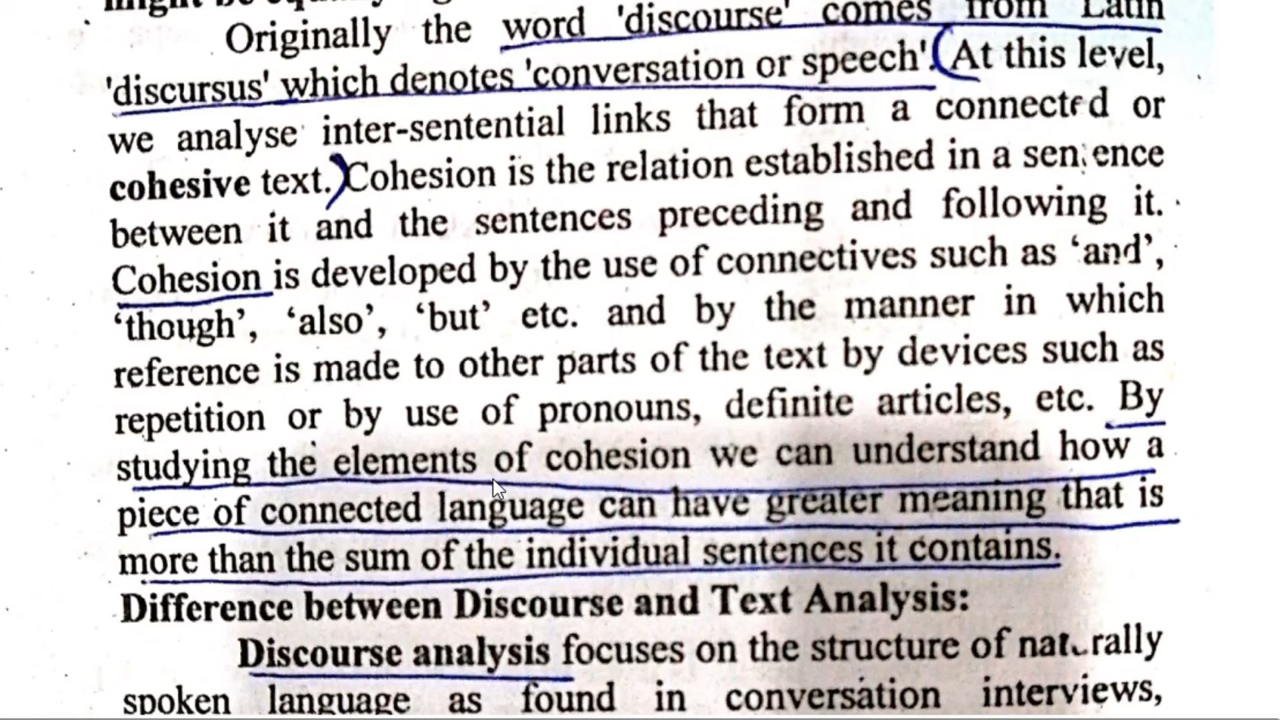 might be
Originally the word 'discourse' comes from Latin
'discursus' which denotes 'conversation or speech'. At this level,
we analyse inter-sentential links that form a connected or
cohesive text. Cohesion is the relation established in a sentence
between it and the sentences preceding and following it.
Cohesion is developed by the use of connectives such as ‘and’,
‘though’, ‘also’, ‘but’ etc. and by the manner in which
reference is made to other parts of the text by devices such as
repetition or by use of pronouns, definite articles, etc. By
studying the elements of cohesion we can understand how a
piece of connected language can have greater meaning that is
more than the sum of the individual sentences it contains.
Difference between Discourse and Text Analysis:
Discourse analysis focuses on the structure of naturally
spoken language as found in conversation interviews,